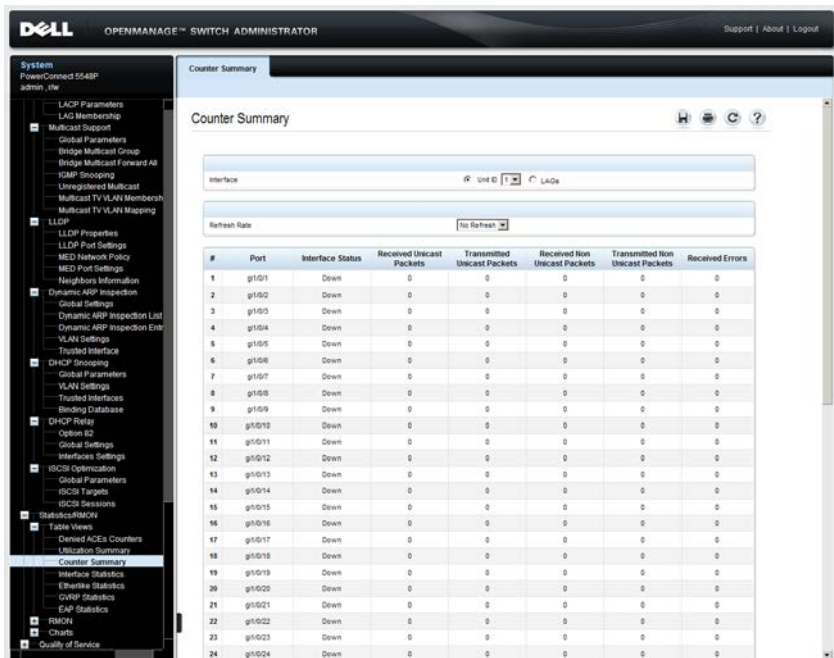 DELL
OPENMANAGE™ SWITCH ADMINISTRATOR
Support | About | Logout
System
PowerConnect 5548P
admin , r/w
LACP Parameters
LAG Membership
Multicast Support
Global Parameters
Bridge Multicast Group
Bridge Multicast Forward All
IGMP Snooping
Unregistered Multicast
Multicast TV VLAN Membersh
Multicast TV VLAN Mapping
LLDP
LLDP Properties
LLDP Port Settings
MED Network Policy
MED Port Settings
Neighbors Information
Dynamic ARP Inspection
Global Settings
Dynamic ARP Inspection List
Dynamic ARP Inspection Entr
VLAN Settings
Trusted Interface
DHCP Snooping
Global Parameters
VLAN Settings
Trusted Interfaces
Binding Database
DHCP Relay
Option 82
Global Settings
Interfaces Settings
iSCSI Optimization
Global Parameters
iSCSI Targets
iSCSI Sessions
Statistics/RMON
Table Views
Denied ACEs Counters
Utilization Summary
Counter Summary
Interface Statistics
Etherlike Statistics
GVRP Statistics
EAP Statistics
RMON
Charts
Quality of Service
Counter Summary
Counter Summary
Interface Unit ID 1 LAGs
Refresh Rate No Refresh
# Port Interface Status Received Unicast Packets Transmitted Unicast Packets Received Non Unicast Packets Transmitted Non Unicast Packets Received Errors
1 gi1/0/1 Down 0 0 0 0 0
2 gi1/0/2 Down 0 0 0 0 0
3 gi1/0/3 Down 0 0 0 0 0
4 gi1/0/4 Down 0 0 0 0 0
5 gi1/0/5 Down 0 0 0 0 0
6 gi1/0/6 Down 0 0 0 0 0
7 gi1/0/7 Down 0 0 0 0 0
8 gi1/0/8 Down 0 0 0 0 0
9 gi1/0/9 Down 0 0 0 0 0
10 gi1/0/10 Down 0 0 0 0 0
11 gi1/0/11 Down 0 0 0 0 0
12 gi1/0/12 Down 0 0 0 0 0
13 gi1/0/13 Down 0 0 0 0 0
14 gi1/0/14 Down 0 0 0 0 0
15 gi1/0/15 Down 0 0 0 0 0
16 gi1/0/16 Down 0 0 0 0 0
17 gi1/0/17 Down 0 0 0 0 0
18 gi1/0/18 Down 0 0 0 0 0
19 gi1/0/19 Down 0 0 0 0 0
20 gi1/0/20 Down 0 0 0 0 0
21 gi1/0/21 Down 0 0 0 0 0
22 gi1/0/22 Down 0 0 0 0 0
23 gi1/0/23 Down 0 0 0 0 0
24 gi1/0/24 Down 0 0 0 0 0